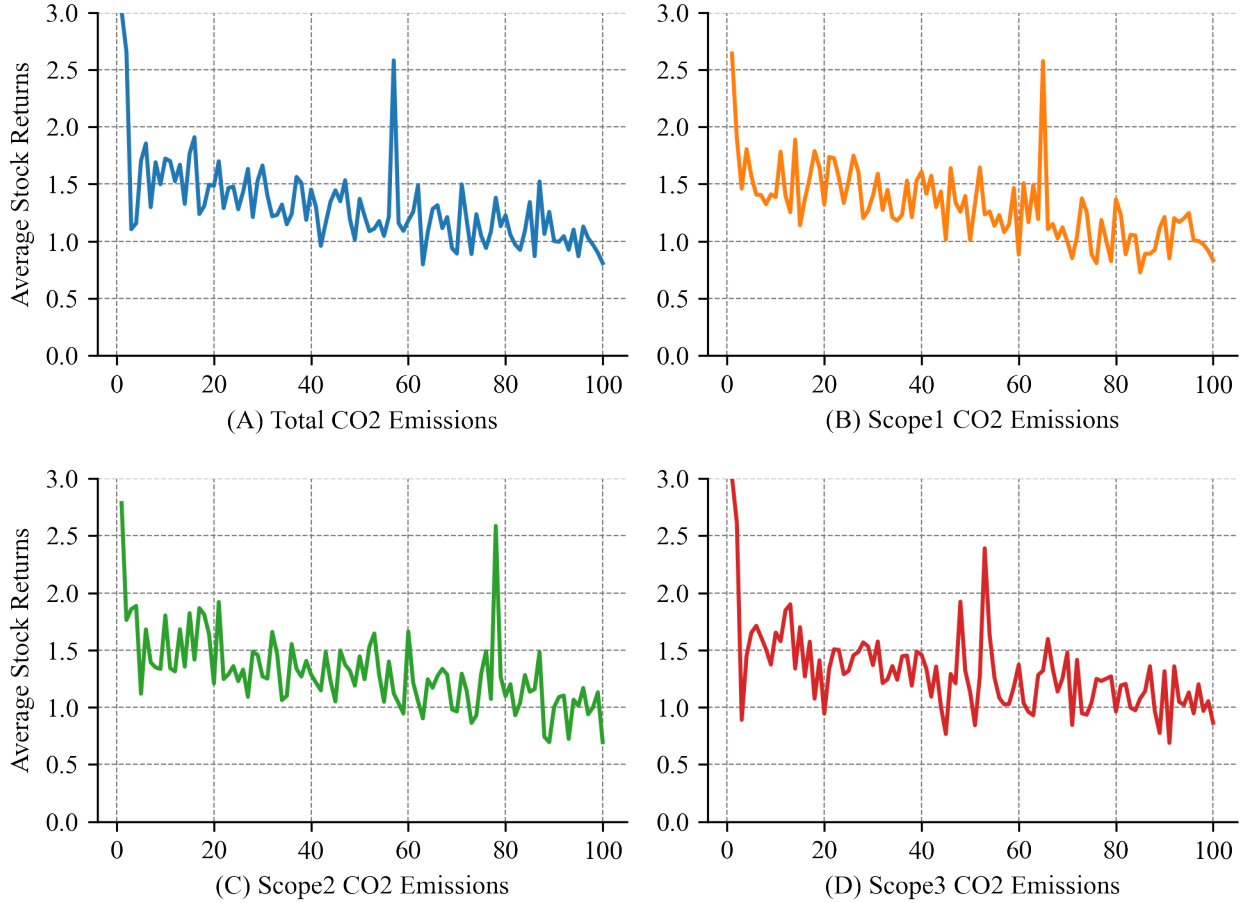 Average Stock Returns
3.0
2.5
2.0
1.5
1.0
0.5
0.0
0 20 40 60 80 100
(A) Total CO2 Emissions
3.0
2.5
2.0
1.5
1.0
0.5
0.0
0 20 40 60 80 100
(B) Scope1 CO2 Emissions
Average Stock Returns
3.0
2.5
2.0
1.5
1.0
0.5
0.0
0 20 40 60 80 100
(C) Scope2 CO2 Emissions
3.0
2.5
2.0
1.5
1.0
0.5
0.0
0 20 40 60 80 100
(D) Scope3 CO2 Emissions